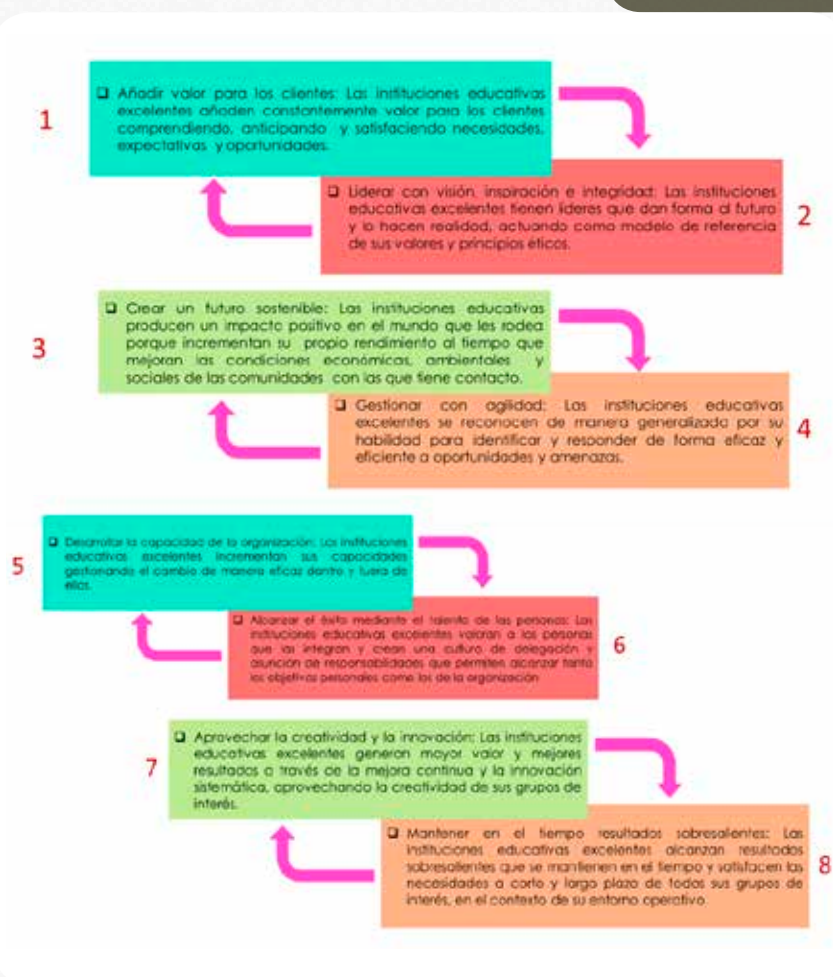 1
❑ Añadir valor para los clientes: Las instituciones educativas
excelentes añaden constantemente valor para los clientes
comprendiendo, anticipando y satisfaciendo necesidades,
expectativas y oportunidades.
❑ Liderar con visión, inspiración e integridad: Las instituciones
educativas excelentes tienen líderes que dan forma al futuro
y lo hacen realidad, actuando como modelo de referencia
de sus valores y principios éticos.
2
3
❑ Crear un futuro sostenible: Las instituciones educativas
producen un impacto positivo en el mundo que les rodea
porque incrementan su propio rendimiento al tiempo que
mejoran las condiciones económicas, ambientales y
sociales de las comunidades con las que tiene contacto.
❑ Gestionar con agilidad: Las instituciones educativas
excelentes se reconocen de manera generalizada por su
habilidad para identificar y responder de forma eficaz y
eficiente a oportunidades y amenazas.
4
5
❑ Desarrollar la capacidad de la organización: Las instituciones
educativas excelentes incrementan sus capacidades
gestionando el cambio de manera eficaz dentro y fuera de
ellas.
❑ Alcanzar el éxito mediante el talento de las personas: Las
instituciones educativas excelentes valoran a las personas
que las integran y crean una cultura de delegación y
asunción de responsabilidades que permiten alcanzar tanto
los objetivos personales como los de la organización
6
7
❑ Aprovechar la creatividad y la innovación: Las instituciones
educativas excelentes generan mayor valor y mejores
resultados a través de la mejora continua y la innovación
sistemática, aprovechando la creatividad de sus grupos de
interés.
❑ Mantener en el tiempo resultados sobresalientes: Las
instituciones educativas excelentes alcanzan resultados
sobresalientes que se mantienen en el tiempo y satisfacen las
necesidades a corto y largo plazo de todos sus grupos de
interés, en el contexto de su entorno operativo
8